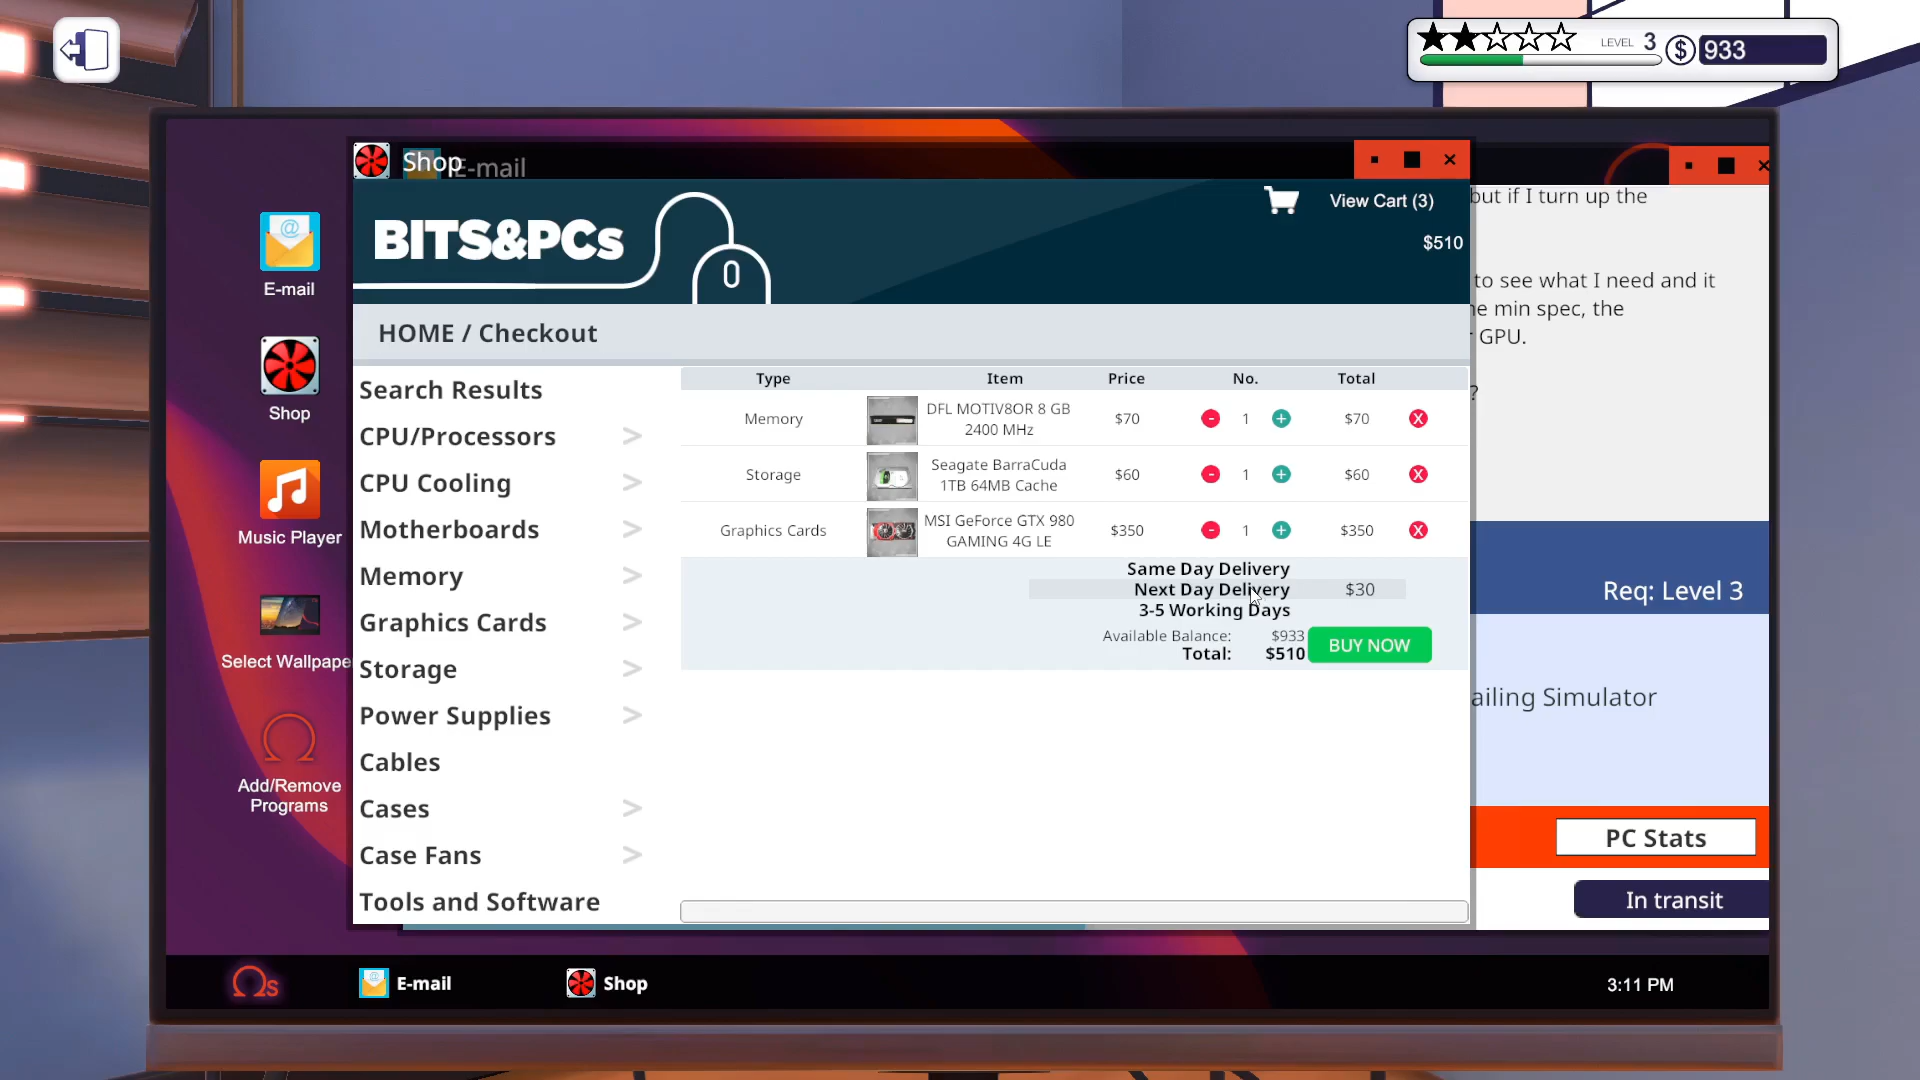 LEVEL 3
$ 933
Shop
E-mail
BITS&PCs
View Cart (3)
$510
HOME / Checkout
E-mail
Shop
Music Player
Select Wallpape
Add/Remove
Programs
Search Results
CPU/Processors >
CPU Cooling >
Motherboards >
Memory >
Graphics Cards >
Storage >
Power Supplies >
Cables
Cases >
Case Fans >
Tools and Software
Type Item Price No. Total
Memory DFL MOTIV8OR 8 GB
2400 MHz $70 - 1 + $70 X
Storage Seagate BarraCuda
1TB 64MB Cache $60 - 1 + $60 X
Graphics Cards MSI GeForce GTX 980
GAMING 4G LE $350 - 1 + $350 X
Same Day Delivery
Next Day Delivery $30
3-5 Working Days
Available Balance: $933
Total: $510
BUY NOW
but if I turn up the
to see what I need and it
e min spec, the
GPU.
?
Req: Level 3
ailing Simulator
PC Stats
In transit
Ωs
E-mail
Shop
3:11 PM